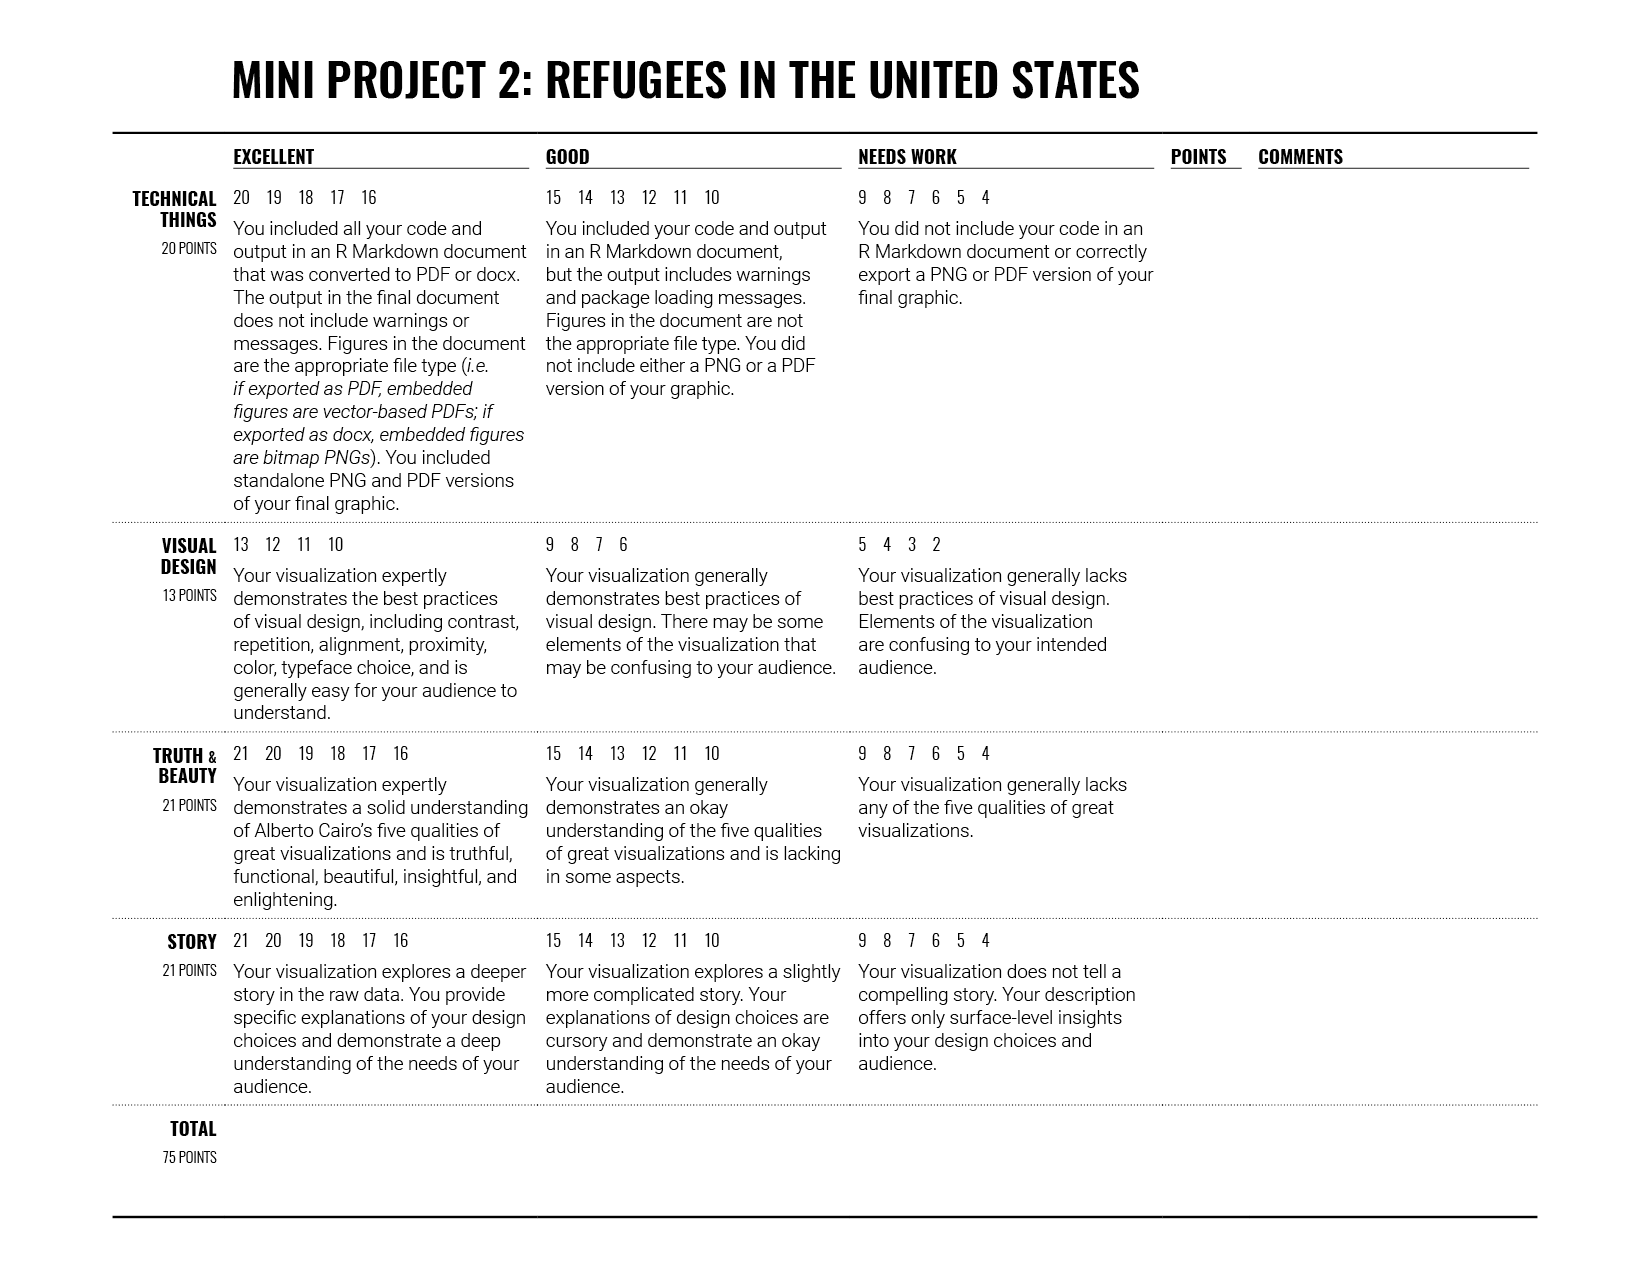 MINI PROJECT 2: REFUGEES IN THE UNITED STATES
EXCELLENT
GOOD
NEEDS WORK
POINTS
COMMENTS
TECHNICAL
THINGS
20 POINTS
20 19 18 17 16
You included all your code and
output in an R Markdown document
that was converted to PDF or docx.
The output in the final document
does not include warnings or
messages. Figures in the document
are the appropriate file type (i.e.
if exported as PDF, embedded
figures are vector-based PDFs; if
exported as docx, embedded figures
are bitmap PNGs). You included
standalone PNG and PDF versions
of your final graphic.
15 14 13 12 11 10
You included your code and output
in an R Markdown document,
but the output includes warnings
and package loading messages.
Figures in the document are not
the appropriate file type. You did
not include either a PNG or a PDF
version of your graphic.
9 8 7 6 5 4
You did not include your code in an
R Markdown document or correctly
export a PNG or PDF version of your
final graphic.
VISUAL
DESIGN
13 POINTS
13 12 11 10
Your visualization expertly
demonstrates the best practices
of visual design, including contrast,
repetition, alignment, proximity,
color, typeface choice, and is
generally easy for your audience to
understand.
9 8 7 6
Your visualization generally
demonstrates best practices of
visual design. There may be some
elements of the visualization that
may be confusing to your audience.
5 4 3 2
Your visualization generally lacks
best practices of visual design.
Elements of the visualization
are confusing to your intended
audience.
TRUTH &
BEAUTY
21 POINTS
21 20 19 18 17 16
Your visualization expertly
demonstrates a solid understanding
of Alberto Cairo’s five qualities of
great visualizations and is truthful,
functional, beautiful, insightful, and
enlightening.
15 14 13 12 11 10
Your visualization generally
demonstrates an okay
understanding of the five qualities
of great visualizations and is lacking
in some aspects.
9 8 7 6 5 4
Your visualization generally lacks
any of the five qualities of great
visualizations.
STORY
21 POINTS
21 20 19 18 17 16
Your visualization explores a deeper
story in the raw data. You provide
specific explanations of your design
choices and demonstrate a deep
understanding of the needs of your
audience.
15 14 13 12 11 10
Your visualization explores a slightly
more complicated story. Your
explanations of design choices are
cursory and demonstrate an okay
understanding of the needs of your
audience.
9 8 7 6 5 4
Your visualization does not tell a
compelling story. Your description
offers only surface-level insights
into your design choices and
audience.
TOTAL
75 POINTS